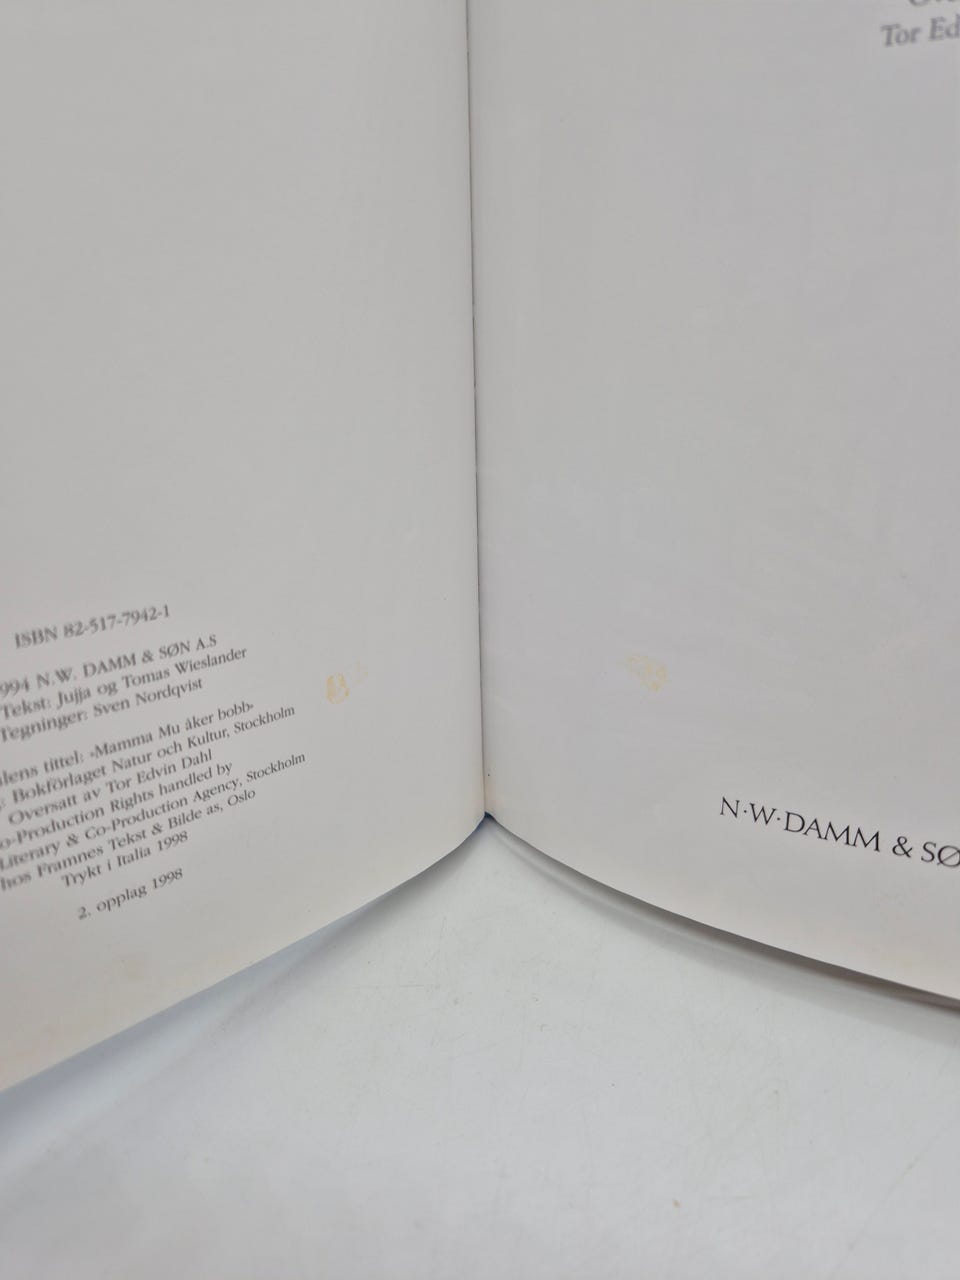 ISBN 82-517-7942-1
994 N.W. DAMM & SØN A.S
Tekst: Jujja og Tomas Wieslander
Tegninger: Sven Nordqvist
lens tittel: «Mamma Mu åker bobb»
: Bokförlaget Natur och Kultur, Stockholm
Oversatt av Tor Edvin Dahl
o-Production Rights handled by
Literary & Co-Production Agency, Stockholm
hos Framnes Tekst & Bilde as, Oslo
Trykt i Italia 1998
2. opplag 1998
Tor Ed
N·W·DAMM & SØ